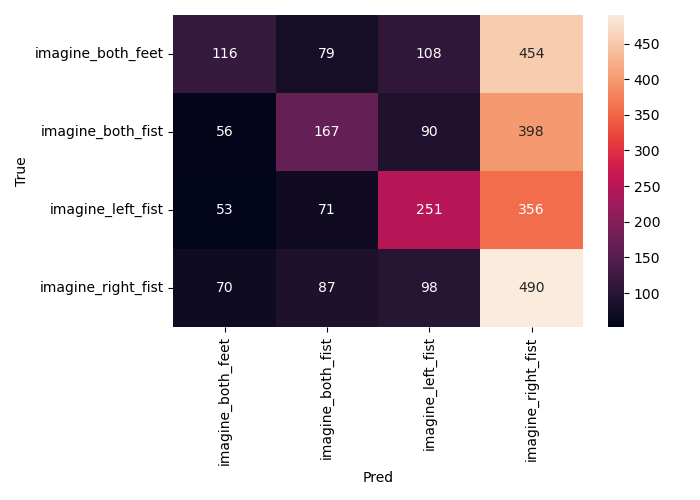 imagine_both_feet 116 79 108 454
imagine_both_fist 56 167 90 398
imagine_left_fist 53 71 251 356
imagine_right_fist 70 87 98 490
True
450
400
350
300
250
200
150
100
imagine_both_feet
imagine_both_fist
imagine_left_fist
imagine_right_fist
Pred